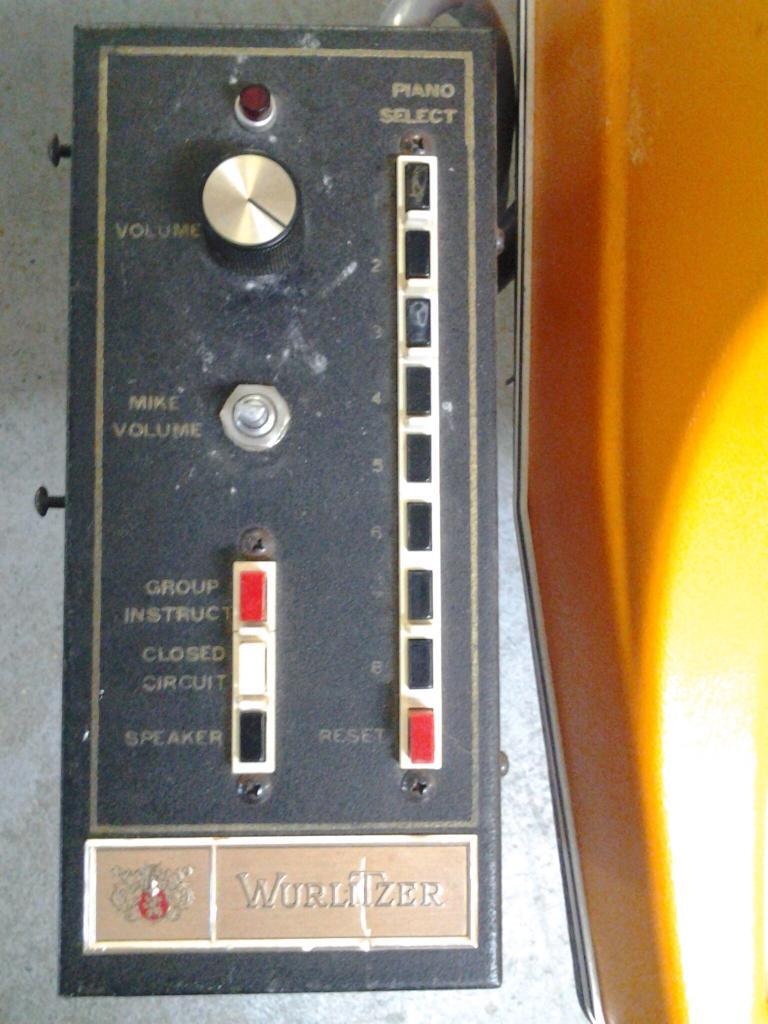 PIANO
SELECT
VOLUME
2
3
MIKE
VOLUME
4
5
6
GROUP
INSTRUCT
CLOSED
CIRCUIT
8
SPEAKER
RESET
WURLITZER